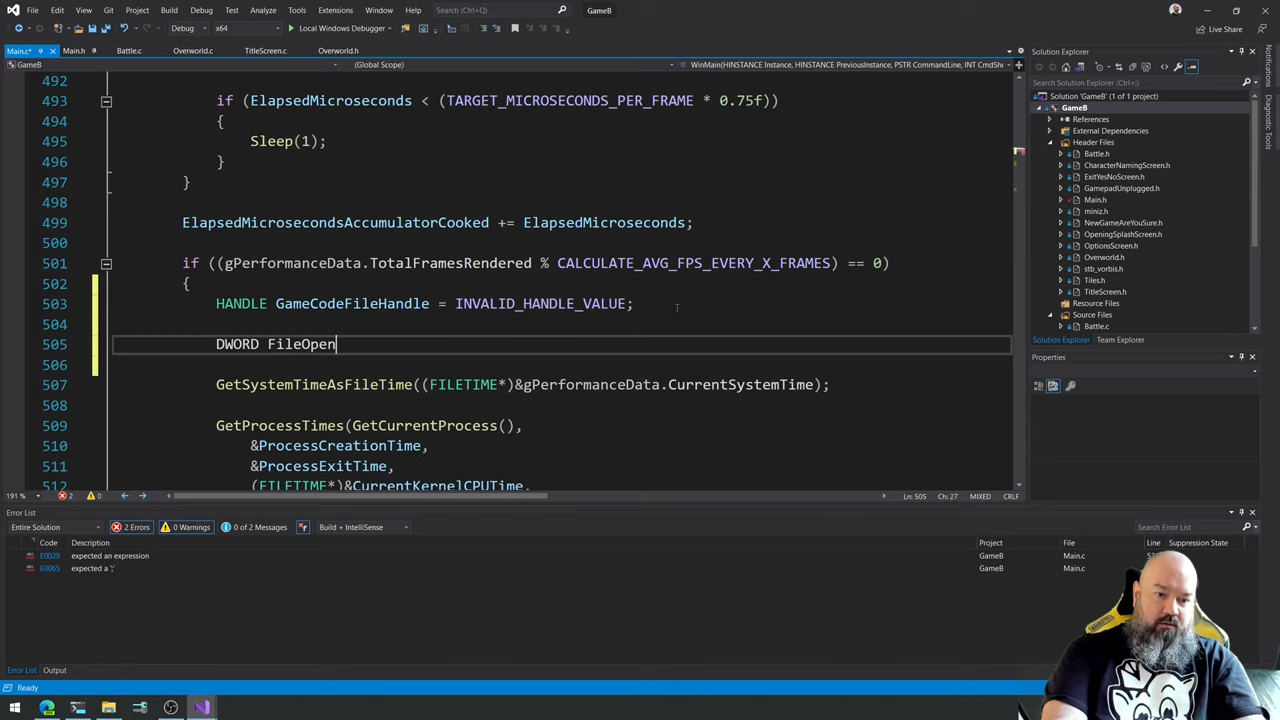 File Edit View Git Project Build Debug Test Analyze Tools Extensions Window Help Search (Ctrl+Q) GameB
Debug x64 Local Windows Debugger Live Share
Main.c* Main.h Battle.c Overworld.c TitleScreen.c Overworld.h
GameB (Global Scope) WinMain(HINSTANCE Instance, HINSTANCE PreviousInstance, PSTR CommandLine, INT CmdSho
492
493 if (ElapsedMicroseconds < (TARGET_MICROSECONDS_PER_FRAME * 0.75f))
494 {
495 Sleep(1);
496 }
497 }
498
499 ElapsedMicrosecondsAccumulatorCooked += ElapsedMicroseconds;
500
501 if ((gPerformanceData.TotalFramesRendered % CALCULATE_AVG_FPS_EVERY_X_FRAMES) == 0)
502 {
503 HANDLE GameCodeFileHandle = INVALID_HANDLE_VALUE;
504
505 DWORD FileOpen
506
507 GetSystemTimeAsFileTime((FILETIME*)&gPerformanceData.CurrentSystemTime);
508
509 GetProcessTimes(GetCurrentProcess(),
510 &ProcessCreationTime,
511 &ProcessExitTime,
512 (FILETIME*)&CurrentKernelCPUTime,
191 % 2 0 Ln: 505 Ch: 27 MIXED CRLF
Solution Explorer
Search Solution Explorer (Ctrl+;)
Solution 'GameB' (1 of 1 project)
GameB
References
External Dependencies
Header Files
Battle.h
CharacterNamingScreen.h
ExitYesNoScreen.h
GamepadUnplugged.h
Main.h
miniz.h
NewGameAreYouSure.h
OpeningSplashScreen.h
OptionsScreen.h
Overworld.h
stb_vorbis.h
TitleScreen.h
Resource Files
Source Files
Battle.c
Solution Explorer Team Explorer
Properties
Notifications
Diagnostic Tools
Error List
Entire Solution 2 Errors 0 Warnings 0 of 2 Messages Build + IntelliSense Search Error List
Code Description Project File Line Suppression State
E0029 expected an expression GameB Main.c
E0065 expected a ';' GameB Main.c
Error List Output
Ready